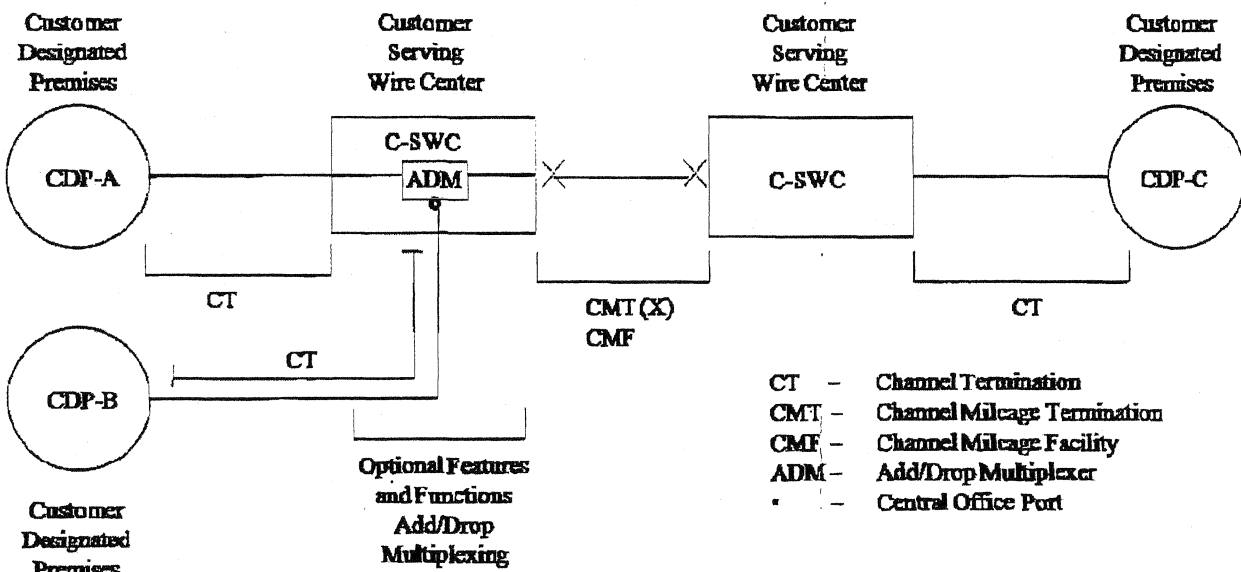 Customer
Designated
Premises
Customer
Serving
Wire Center
Customer
Serving
Wire Center
Customer
Designated
Premises
C-SWC
CDP-A
ADM
C-SWC
CDP-C
CT
CMT (X)
CMF
CT
CT
CDP-B
CT – Channel Termination
CMT – Channel Mileage Termination
CMF – Channel Mileage Facility
ADM – Add/Drop Multiplexer
• – Central Office Port
Optional Features
and Functions
Add/Drop
Multiplexing
Customer
Designated
Premises